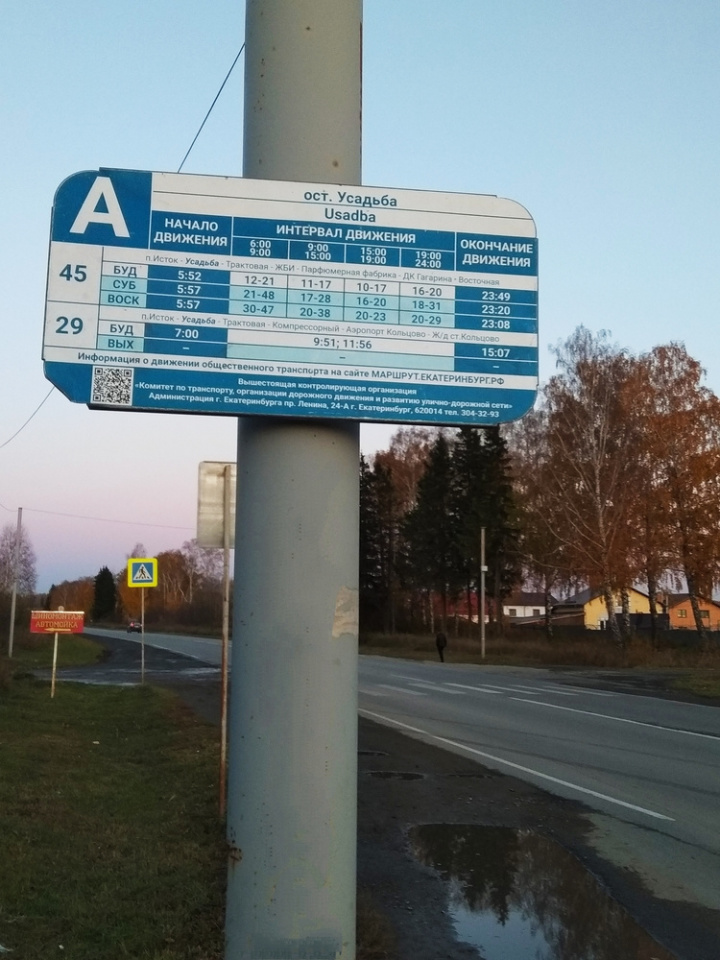 А
ост. Усадьба
Usadba
НАЧАЛО ДВИЖЕНИЯ
ИНТЕРВАЛ ДВИЖЕНИЯ
ОКОНЧАНИЕ ДВИЖЕНИЯ
6:00 9:00 15:00 19:00
9:00 15:00 19:00 24:00
45
п.Исток - Усадьба - Трактовая - ЖБИ - Парфюмерная фабрика - ДК Гагарина - Восточная
БУД 5:52 12-21 11-17 10-17 16-20 23:49
СУБ 5:57 21-48 17-28 16-20 18-31 23:20
ВОСК 5:57 30-47 20-38 20-23 20-29 23:08
29
п.Исток - Усадьба - Трактовая - Компрессорный - Аэропорт Кольцово - Ж/д ст.Кольцово
БУД 7:00 9:51; 11:56 15:07
ВЫХ – – –
Информация о движении общественного транспорта на сайте МАРШРУТ.ЕКАТЕРИНБУРГ.РФ
Вышестоящая контролирующая организация
«Комитет по транспорту, организации дорожного движения и развитию улично-дорожной сети»
Администрация г. Екатеринбурга пр. Ленина, 24-А г. Екатеринбург, 620014 тел. 304-32-93
ШИНОМОНТАЖ
АВТОМОЙКА